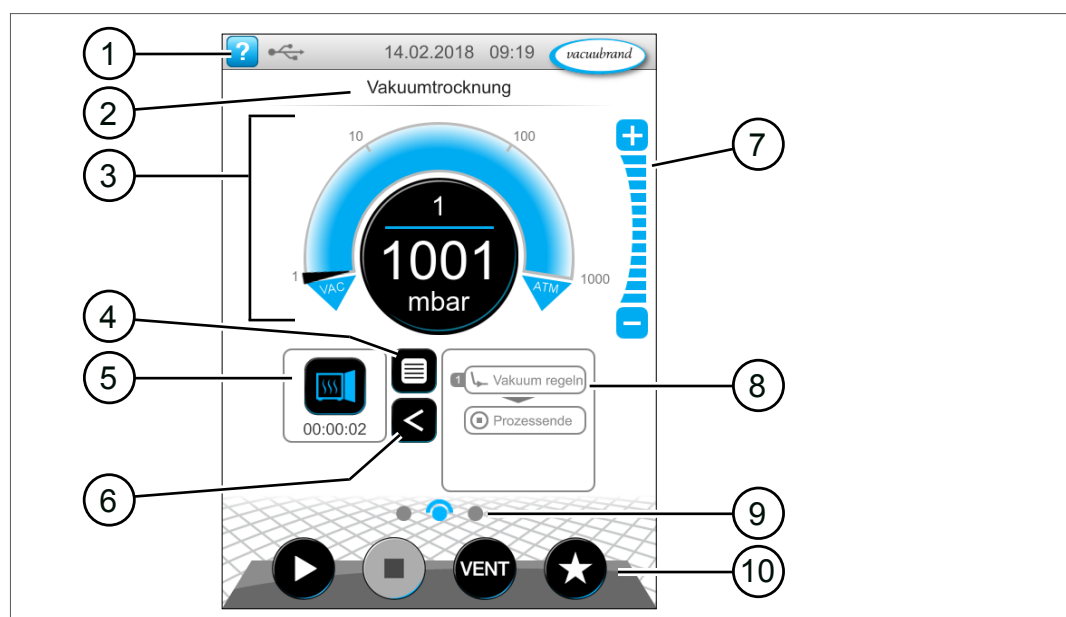 1
? 14.02.2018 09:19 vacuubrand
2
Vakuumtrocknung
3
10
100
7
1
1001
mbar
1
VAC
ATM
1000
4
5
00:00:02
1 Vakuum regeln
Prozessende
8
6
9
VENT
10